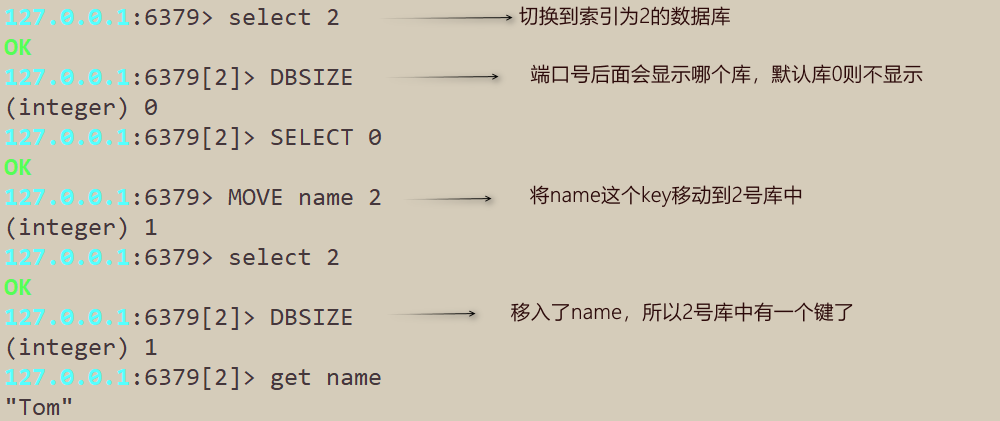 127.0.0.1:6379> select 2 切换到索引为2的数据库
OK
127.0.0.1:6379[2]> DBSIZE 端口号后面会显示哪个库，默认库0则不显示
(integer) 0
127.0.0.1:6379[2]> SELECT 0
OK
127.0.0.1:6379> MOVE name 2 将name这个key移动到2号库中
(integer) 1
127.0.0.1:6379> select 2
OK
127.0.0.1:6379[2]> DBSIZE 移入了name，所以2号库中有一个键了
(integer) 1
127.0.0.1:6379[2]> get name
"Tom"